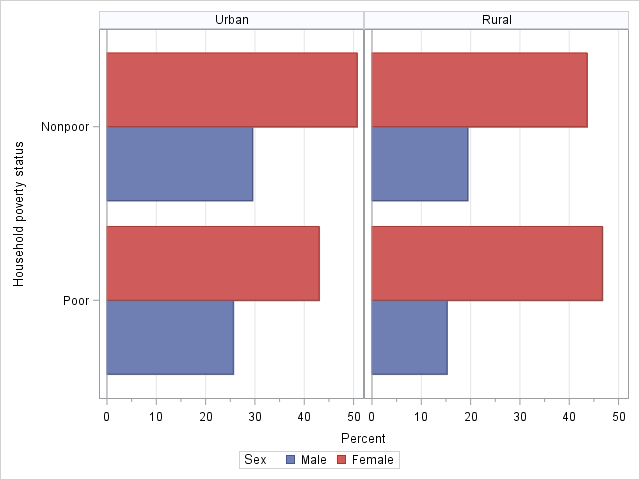 Urban Rural
Household poverty status
Nonpoor
Poor
0 10 20 30 40 50 0 10 20 30 40 50
Percent
Sex Male Female